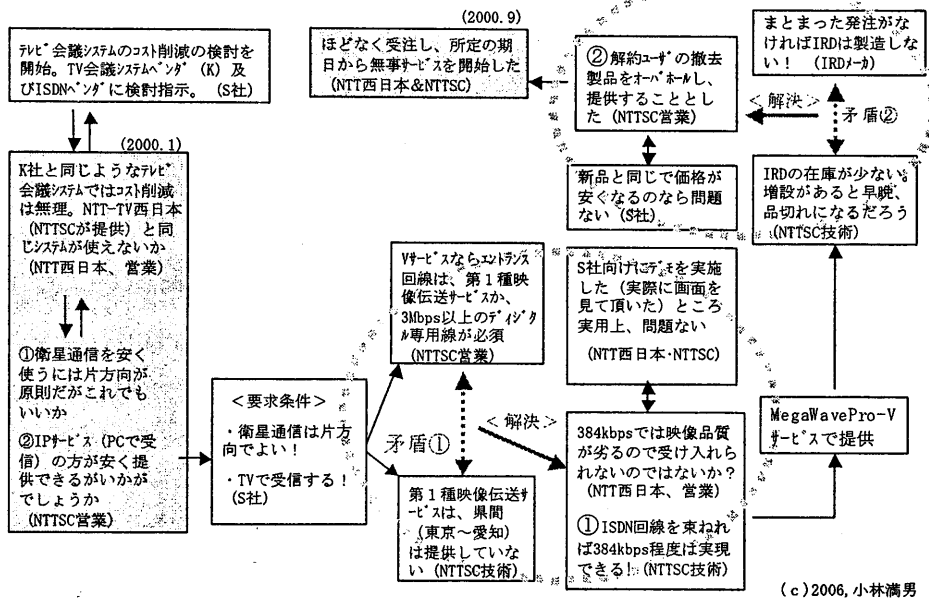 テレビ会議システムのコスト削減の検討を
開始。TV会議システムベンダ（K）及
びISDNベンダに検討指示。（S社）
(2000.1)
K社と同じようなテレビ
会議システムではコスト削減
は無理。NTT-TV西日本
(NTTSCが提供) と同
じシステムが使えないか
(NTT西日本、営業)
①衛星通信を安く
使うには片方向が
原則だがこれでも
いいか
②IPサービス（PCで受
信）の方が安く提
供できるがいかが
でしょうか
(NTTSC営業)
＜要求条件＞
・衛星通信は片方
向でよい！
・TVで受信する！
(S社)
Vサービスならエントランス
回線は、第１種映
像伝送サービスか、
3Mbps以上のディジタ
ル専用線が必須
(NTTSC営業)
矛盾①
第１種映像伝送サ
ービスは、県間
(東京～愛知)
は提供していな
い (NTTSC技術)
＜解決＞
S社向けにデモを実施
した（実際に画面を
見て頂いた）ところ
実用上、問題ない
(NTT西日本・NTTSC)
384kbpsでは映像品質
が劣るので受け入れら
れないのではないか？
(NTT西日本、営業)
①ISDN回線を束ねれ
ば384kbps程度は実現
できる! (NTTSC技術)
MegaWavePro-V
サービスで提供
IRDの在庫が少ない。
増設があると早晩、
品切れになるだろう
(NTTSC技術)
矛盾②
まとまった発注がな
ければIRDは製造しな
い！ (IRDメーカ)
＜解決＞
②解約ユーザの撤去
製品をオーバホールし、
提供することとし
た (NTTSC営業)
新品と同じで価格が
安くなるのなら問題
ない (S社)
(2000.9)
ほどなく受注し、所定の期
日から無事サービスを開始した
(NTT西日本＆NTTSC)
(c)2006, 小林満男